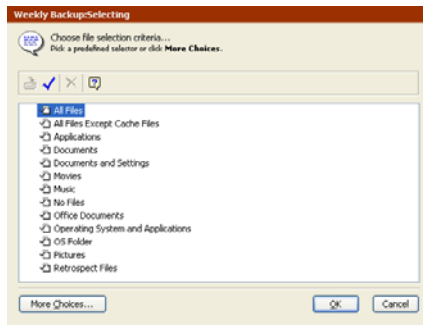 Weekly Backup:Selecting
Choose file selection criteria...
Pick a predefined selector or click More Choices.
All Files
All Files Except Cache Files
Applications
Documents
Documents and Settings
Movies
Music
No Files
Office Documents
Operating System and Applications
OS Folder
Pictures
Retrospect Files
More Choices...
OK
Cancel